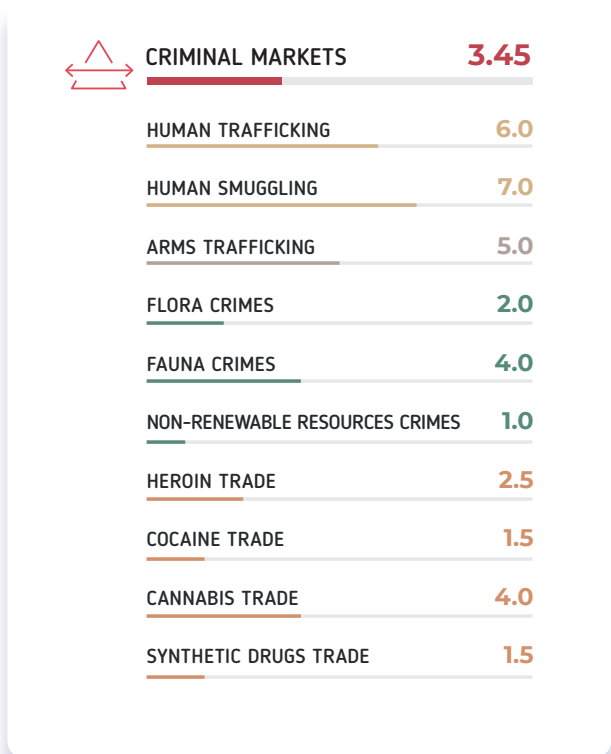 CRIMINAL MARKETS 3.45
HUMAN TRAFFICKING 6.0
HUMAN SMUGGLING 7.0
ARMS TRAFFICKING 5.0
FLORA CRIMES 2.0
FAUNA CRIMES 4.0
NON-RENEWABLE RESOURCES CRIMES 1.0
HEROIN TRADE 2.5
COCAINE TRADE 1.5
CANNABIS TRADE 4.0
SYNTHETIC DRUGS TRADE 1.5